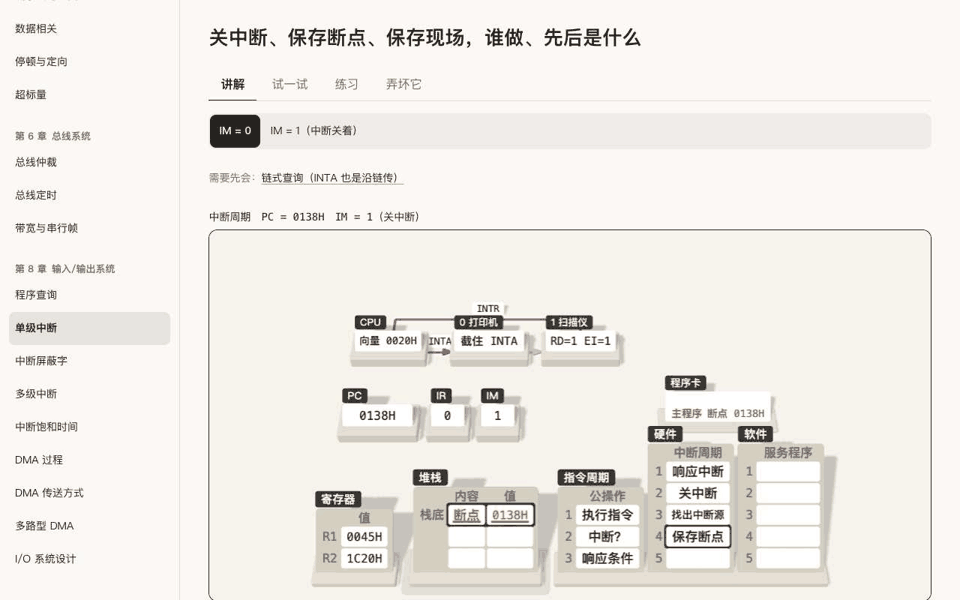 数据相关
停顿与定向
超标量
第 6 章 总线系统
总线仲裁
总线定时
带宽与串行帧
第 8 章 输入/输出系统
程序查询
单级中断
中断屏蔽字
多级中断
中断饱和时间
DMA 过程
DMA 传送方式
多路型 DMA
I/O 系统设计
关中断、保存断点、保存现场，谁做、先后是什么
讲解 试一试 练习 弄坏它
IM = 0 IM = 1（中断关着）
需要先会： 链式查询（INTA 也是沿链传）
中断周期 PC = 0138H IM = 1（关中断）
INTR
CPU 0 打印机 1 扫描仪
向量 0020H INTA 截住 INTA RD=1 EI=1
程序卡
主程序 断点 0138H
PC IR IM
0138H 0 1
硬件 软件
中断周期 服务程序
1 响应中断 1
2 关中断 2
3 找出中断源 3
4 保存断点 4
5 5
堆栈
内容 值
栈底 断点 0138H
指令周期
公操作
1 执行指令
2 中断?
3 响应条件
寄存器
值
R1 0045H
R2 1C20H